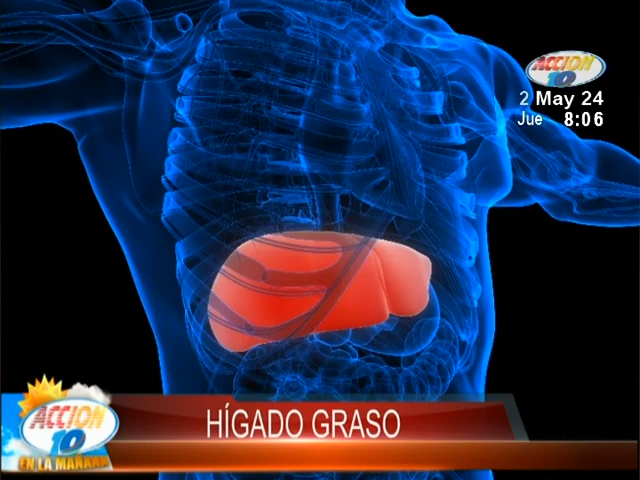 ACCION
10
2 May 24
Jue 8:06
HÍGADO GRASO
ACCION
10
EN LA MAÑANA